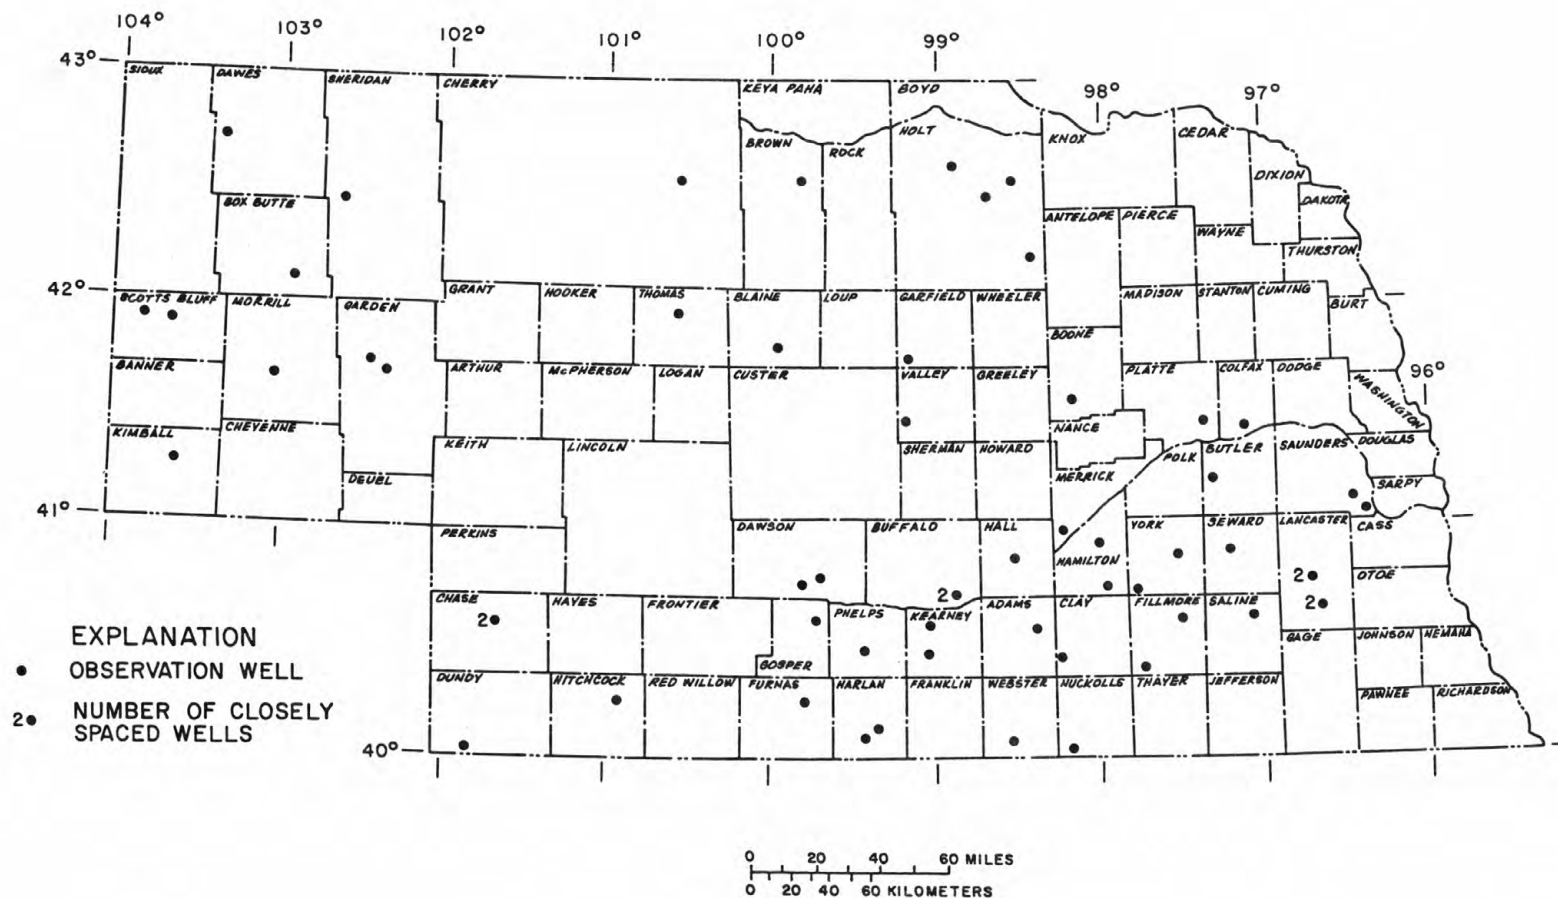 104° 103° 102° 101° 100° 99°
43°
98° 97°
SIOUX DAWES SHERIDAN CHERRY KEYA PAHA BOYD
BROWN ROCK HOLT KNOX CEDAR
DIXION
DAKOTA
BOX BUTTE ANTELOPE PIERCE WAYNE
THURSTON
42°
SCOTTS BLUFF MORRILL GARDEN GRANT HOOKER THOMAS BLAINE LOUP GARFIELD WHEELER MADISON STANTON CUMING BURT
BOONE
BANNER ARTHUR McPHERSON LOGAN CUSTER VALLEY GREELEY PLATTE COLFAX DODGE
96°
WASHINGTON
KIMBALL CHEYENNE NANCE
KEITH LINCOLN SHERMAN HOWARD POLK BUTLER SAUNDERS DOUGLAS
DEUEL MERRICK SARPY
41°
PERKINS DAWSON BUFFALO HALL YORK SEWARD LANCASTER CASS
HAMILTON
2 OTOE
CHASE HAYES FRONTIER PHELPS KEARNEY 2 ADAMS CLAY FILLMORE SALINE 2
2
GOSPER GAGE JOHNSON NEMAHA
DUNDY HITCHCOCK RED WILLOW FURNAS HARLAN FRANKLIN WEBSTER NUCKOLLS THAYER JEFFERSON
PAWNEE RICHARDSON
40°
EXPLANATION
OBSERVATION WELL
2 NUMBER OF CLOSELY
SPACED WELLS
0 20 40 60 MILES
0 20 40 60 KILOMETERS